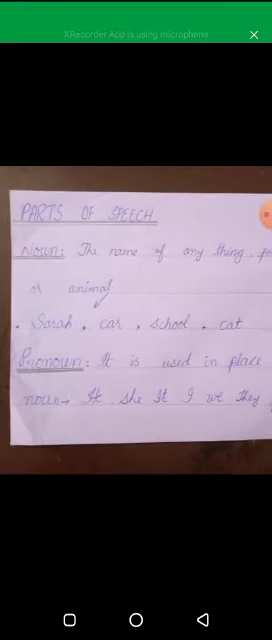 XRecorder App is using microphone
PARTS OF SPEECH
Noun: The name of any thing
or animal
. Sarah . car , school . cat
Pronoun: It is used in place
noun→ He she It I we They